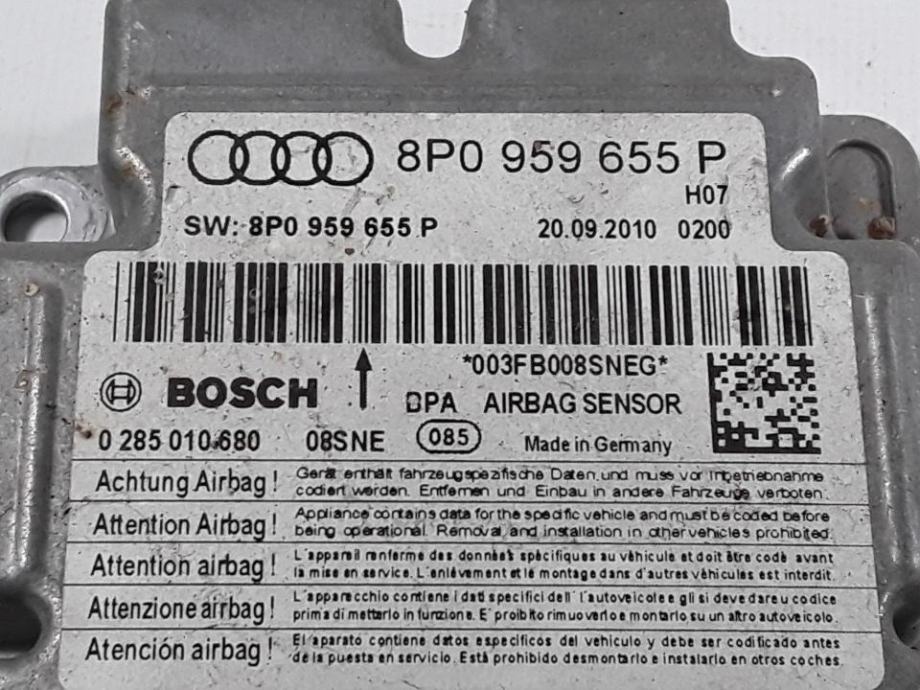 8P0 959 655 P
H07
SW: 8P0 959 655 P 20.09.2010 0200
*003FB008SNEG*
BOSCH DPA AIRBAG SENSOR
0 285 010 680 08SNE 085 Made in Germany
Achtung Airbag! Gerät enthält fahrzeugspezifische Daten und muss vor Inbetriebnahme
codiert werden. Entfernen und Einbau in andere Fahrzeuge verboten.
Attention Airbag! Appliance contains data for the specific vehicle and must be coded before
being operational. Removal and installation in other vehicles prohibited.
Attention airbag! L'appareil renferme des données spécifiques au véhicule et doit être codé avant
la mise en service. L'enlévement et le montage dans d'autres véhicules est interdit.
Attenzione airbag! L'apparecchio contiene i dati specifici dell' l'autoveicolo e gli si deve dare u codice
prima di metterlo in funzione. E' proibito rimuoverlo e montarlo su un altro autoveicolo.
Atención airbag! El aparato contiene datos específicos del vehículo y debe ser codificado antes
de la puesta en servicio. Está prohibido desmontarlo e instalarlo en otros coches.